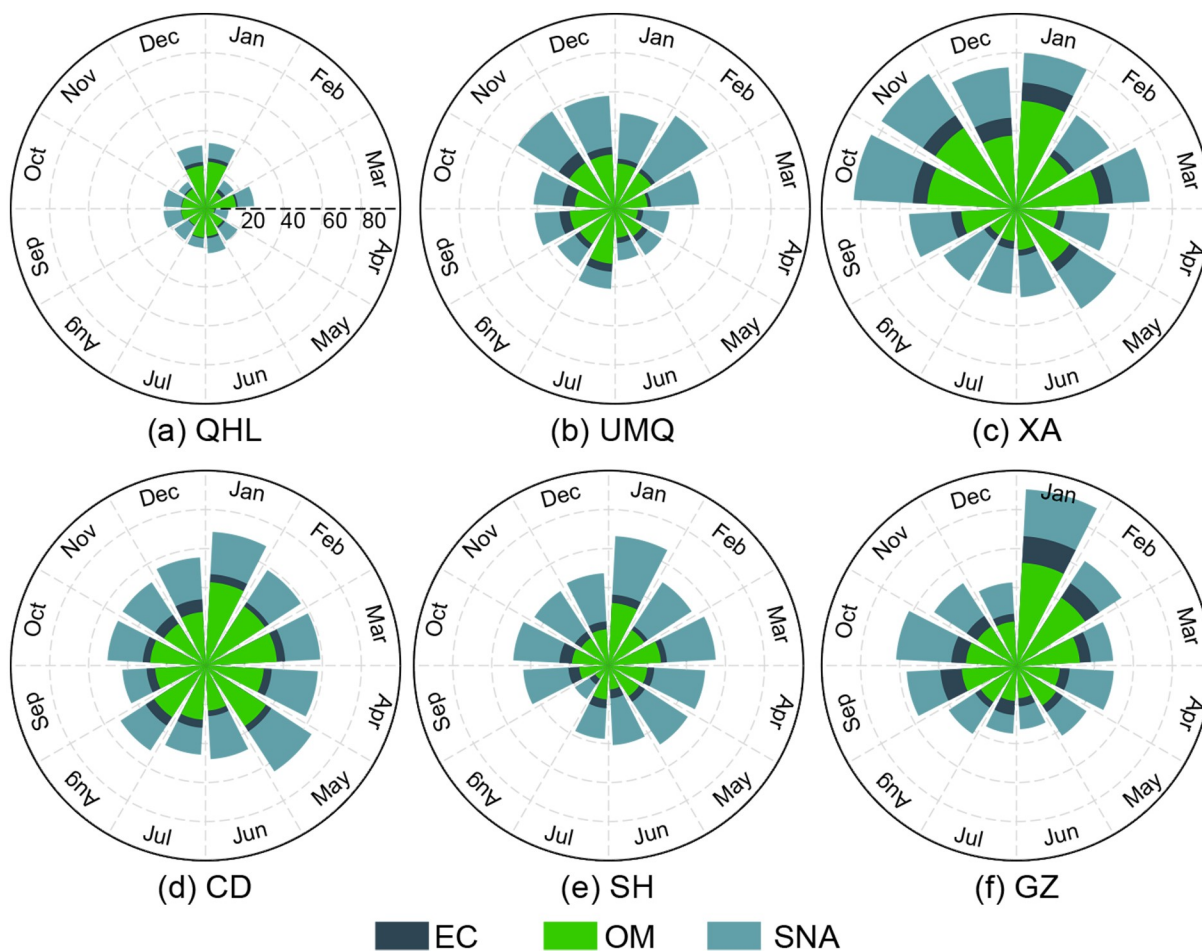 Dec Jan
Nov Feb
Oct Mar
20 40 60 80
Sep Apr
Aug May
Jul Jun
(a) QHL
Dec Jan
Nov Feb
Oct Mar
Sep Apr
Aug May
Jul Jun
(b) UMQ
Dec Jan
Nov Feb
Oct Mar
Sep Apr
Aug May
Jul Jun
(c) XA
Dec Jan
Nov Feb
Oct Mar
Sep Apr
Aug May
Jul Jun
(d) CD
Dec Jan
Nov Feb
Oct Mar
Sep Apr
Aug May
Jul Jun
(e) SH
Dec Jan
Nov Feb
Oct Mar
Sep Apr
Aug May
Jul Jun
(f) GZ
EC OM SNA